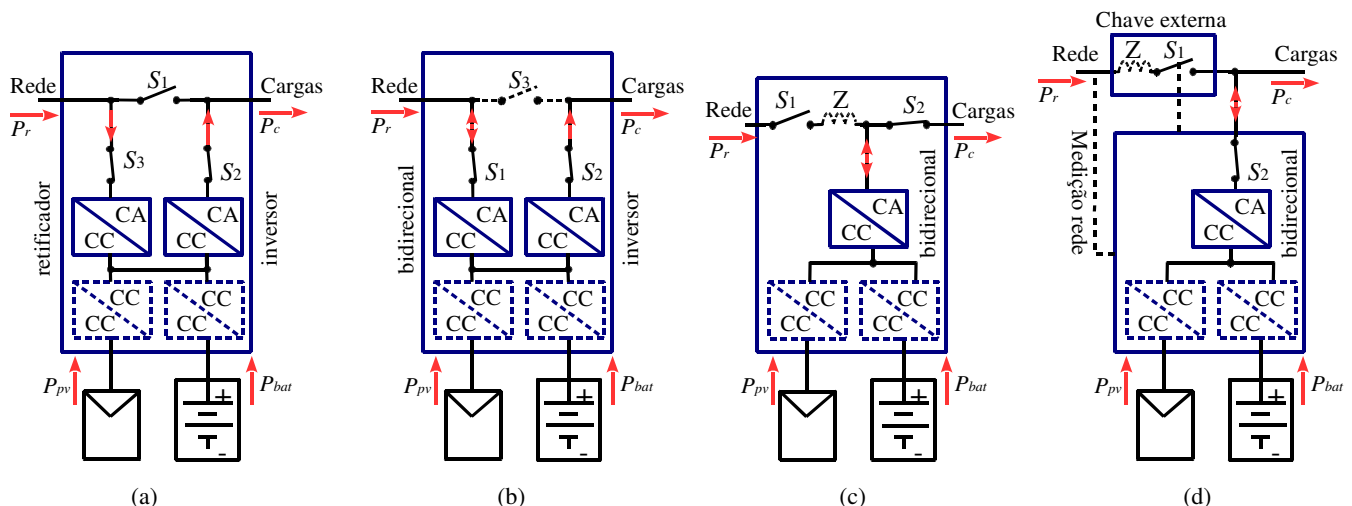 Rede
S1
Cargas
Pr
Pc
S3
S2
retificador
inversor
CA
CC
CA
CC
CC
CC
CC
CC
Ppv
Pbat
+
-
(a)
Rede
S3
Cargas
Pr
Pc
S1
S2
bidirecional
inversor
CA
CC
CA
CC
CC
CC
CC
CC
Ppv
Pbat
+
-
(b)
Rede
S1
Z
S2
Cargas
Pr
Pc
bidirecional
CA
CC
CC
CC
CC
CC
Ppv
Pbat
+
-
(c)
Chave externa
Rede
Z
S1
Cargas
Pr
Pc
Medição rede
S2
bidirecional
CA
CC
CC
CC
CC
CC
Ppv
Pbat
+
-
(d)